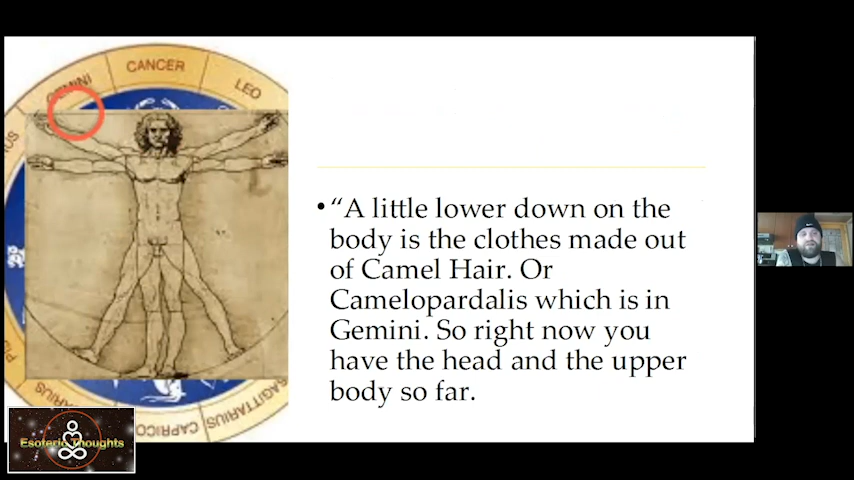 GEMINI
CANCER
LEO
• “A little lower down on the
body is the clothes made out
of Camel Hair. Or
Camelopardalis which is in
Gemini. So right now you
have the head and the upper
body so far.
SAGITTARIUS
CAPRIC
Esoteric Thoughts